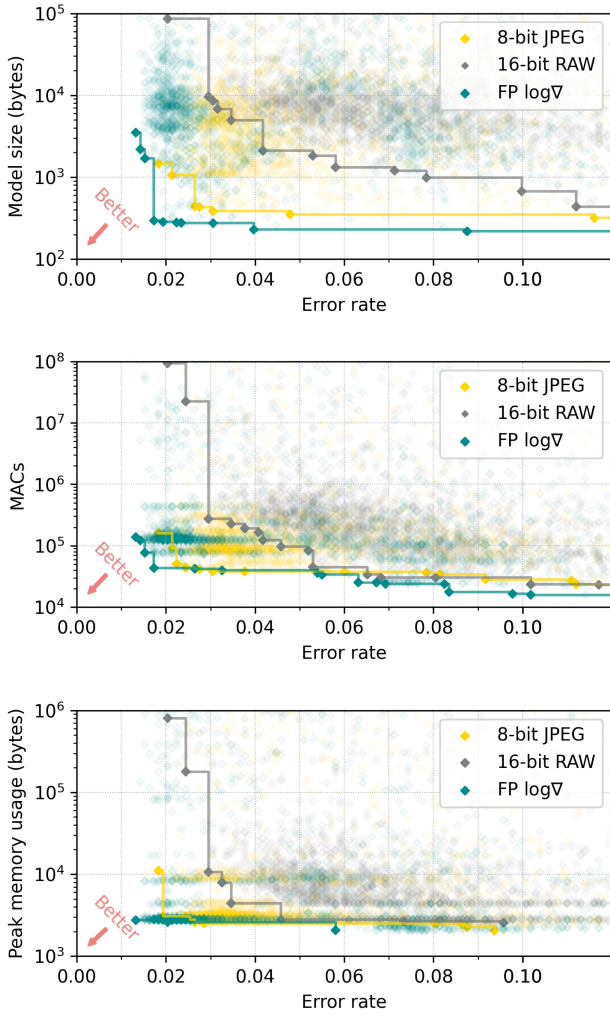 Model size (bytes)
10^5
10^4
10^3
10^2
8-bit JPEG
16-bit RAW
FP log∇
Better
0.00 0.02 0.04 0.06 0.08 0.10
Error rate
MACs
10^8
10^7
10^6
10^5
10^4
8-bit JPEG
16-bit RAW
FP log∇
Better
0.00 0.02 0.04 0.06 0.08 0.10
Error rate
Peak memory usage (bytes)
10^6
10^5
10^4
10^3
8-bit JPEG
16-bit RAW
FP log∇
Better
0.00 0.02 0.04 0.06 0.08 0.10
Error rate